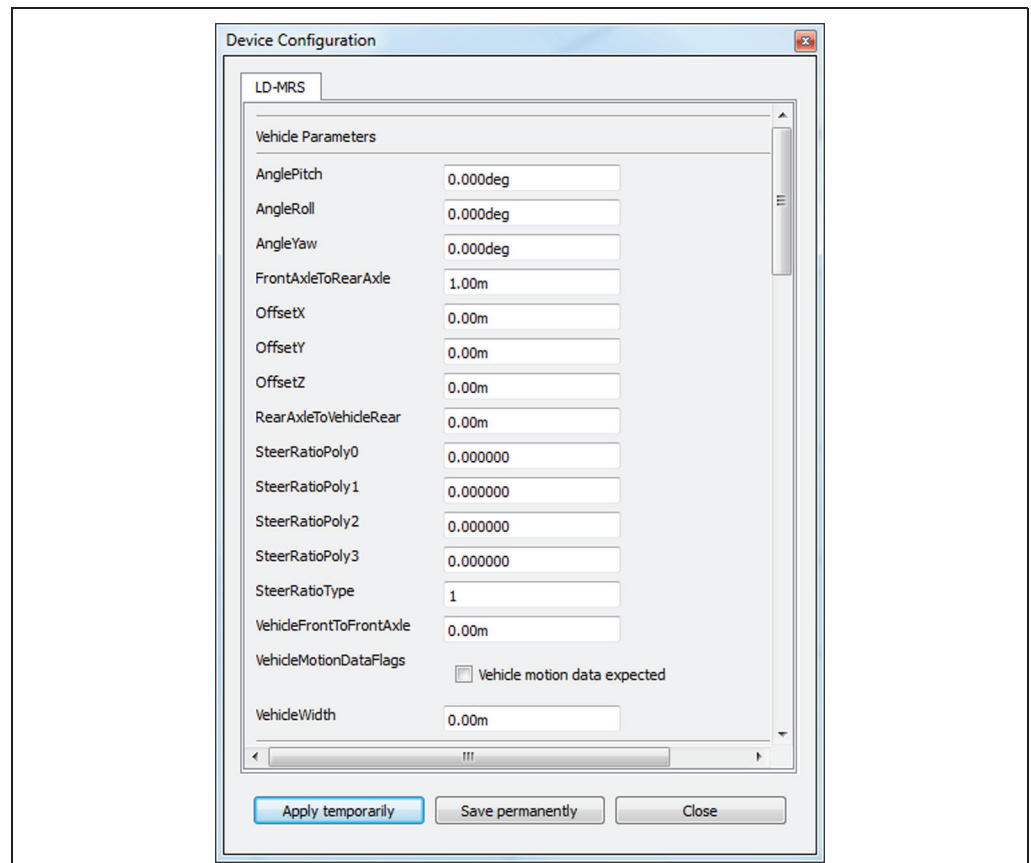 Device Configuration
LD-MRS
Vehicle Parameters
AnglePitch 0.000deg
AngleRoll 0.000deg
AngleYaw 0.000deg
FrontAxleToRearAxle 1.00m
OffsetX 0.00m
OffsetY 0.00m
OffsetZ 0.00m
RearAxleToVehicleRear 0.00m
SteerRatioPoly0 0.000000
SteerRatioPoly1 0.000000
SteerRatioPoly2 0.000000
SteerRatioPoly3 0.000000
SteerRatioType 1
VehicleFrontToFrontAxle 0.00m
VehicleMotionDataFlags Vehicle motion data expected
VehicleWidth 0.00m
Apply temporarily Save permanently Close